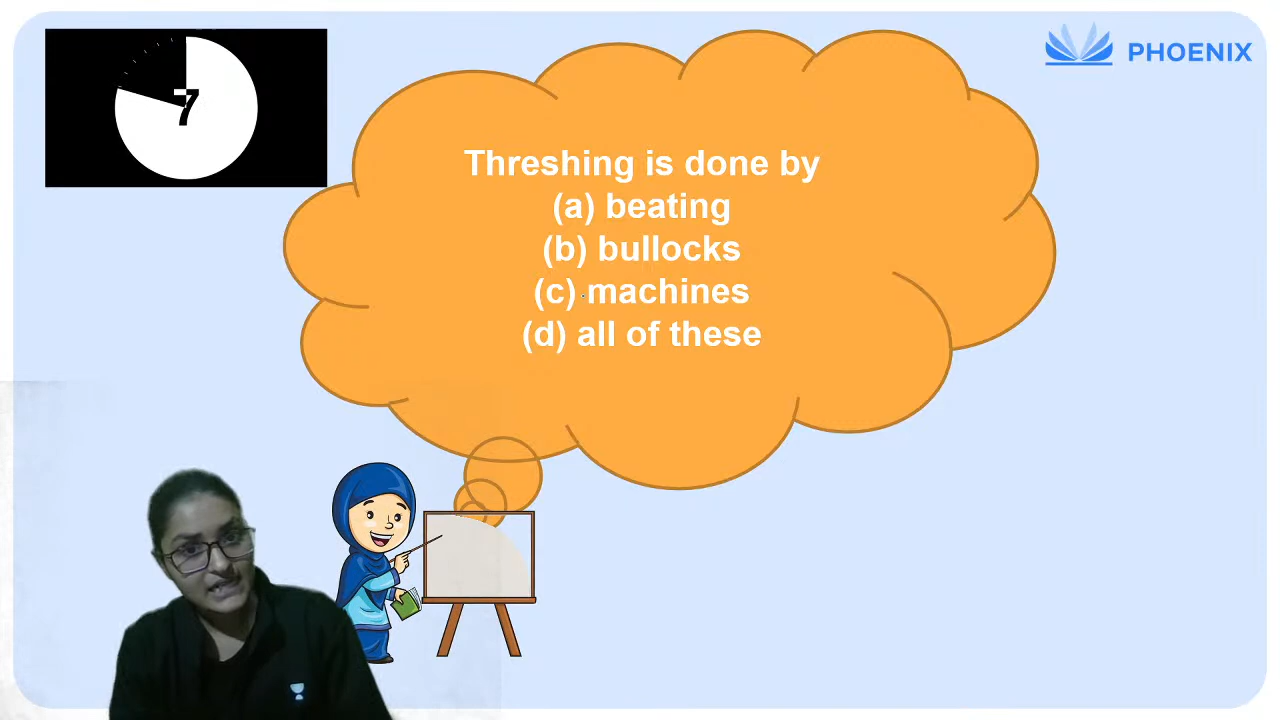 7
PHOENIX
Threshing is done by
(a) beating
(b) bullocks
(c) machines
(d) all of these